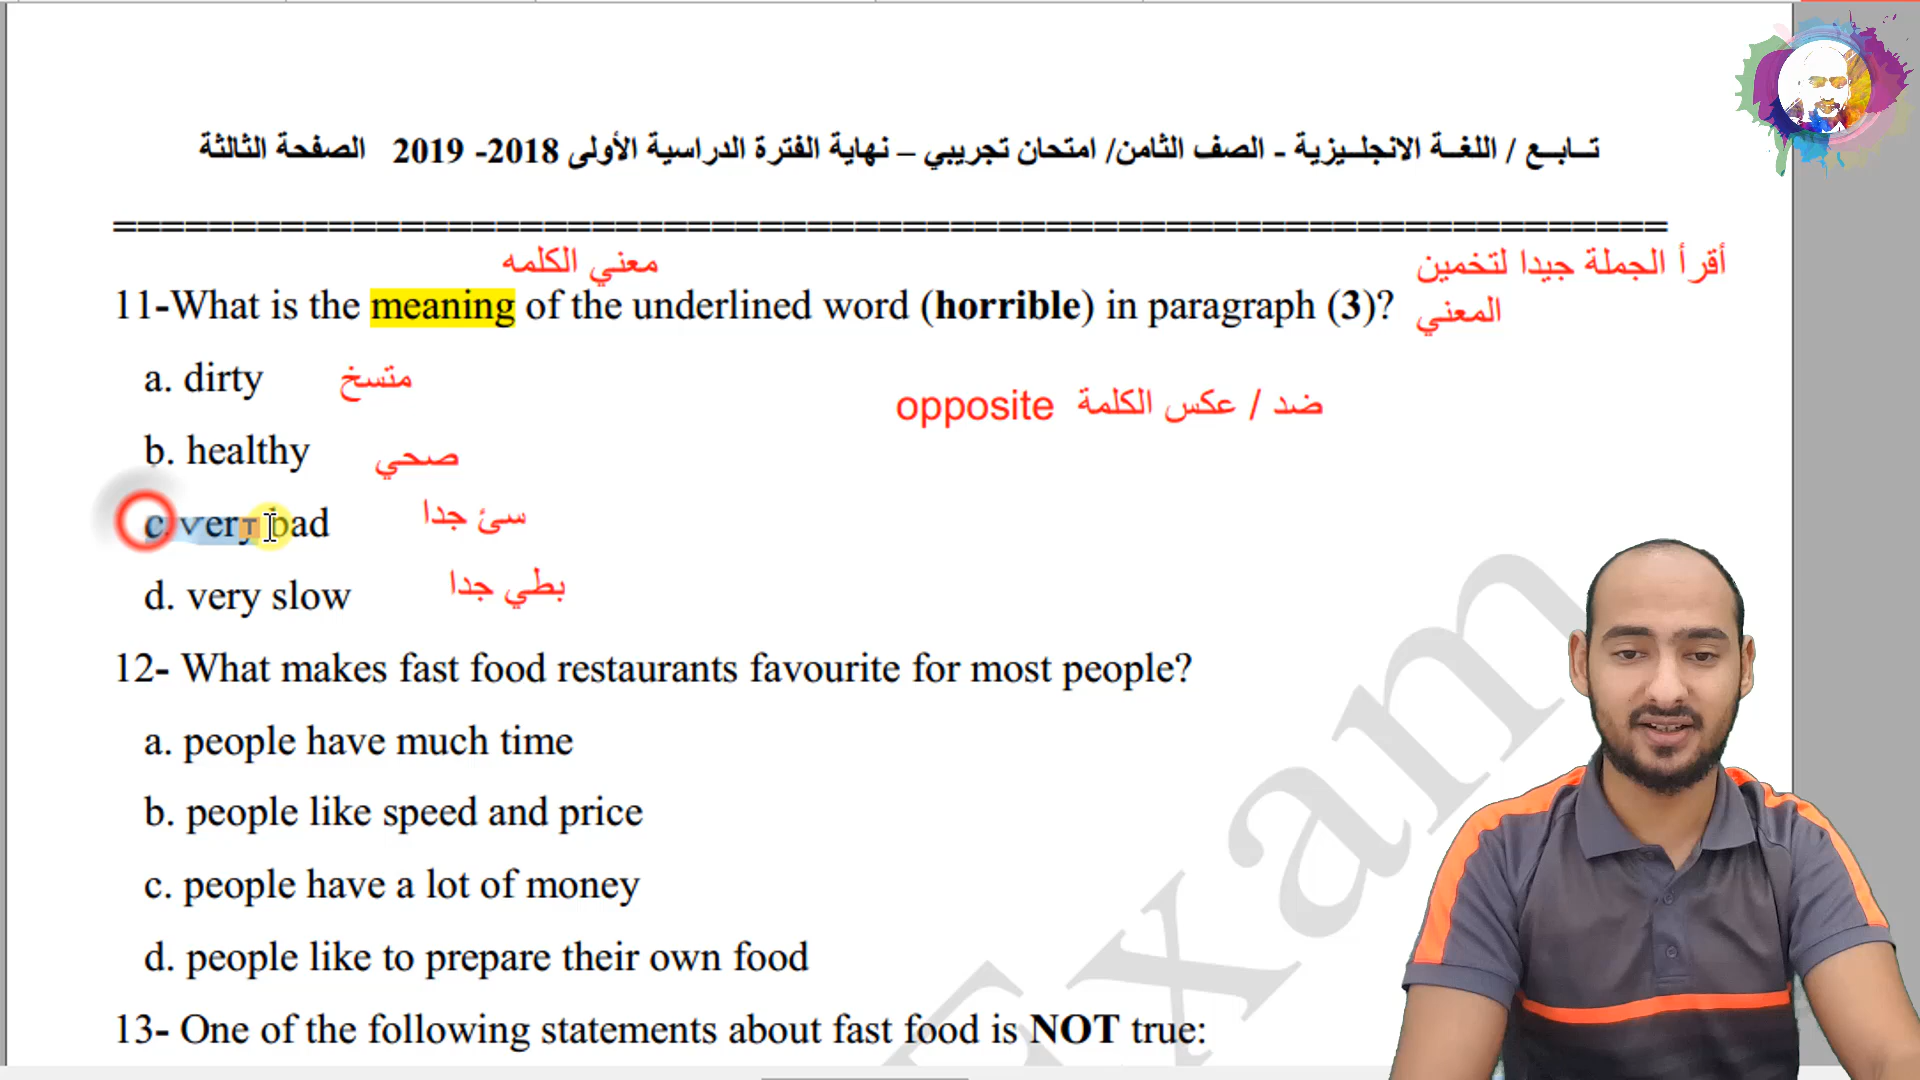 تــابــع / اللغــة الانجلــيزية - الصف الثامن/ امتحان تجريبي – نهاية الفترة الدراسية الأولى 2018- 2019 الصفحة الثالثة
معني الكلمه
أقرأ الجملة جيدا لتخمين
المعني
11-What is the meaning of the underlined word (horrible) in paragraph (3)?
a. dirty متسخ
opposite ضد / عكس الكلمة
b. healthy صحي
c. very bad سئ جدا
d. very slow بطي جدا
12- What makes fast food restaurants favourite for most people?
a. people have much time
b. people like speed and price
c. people have a lot of money
d. people like to prepare their own food
13- One of the following statements about fast food is NOT true:
Exam